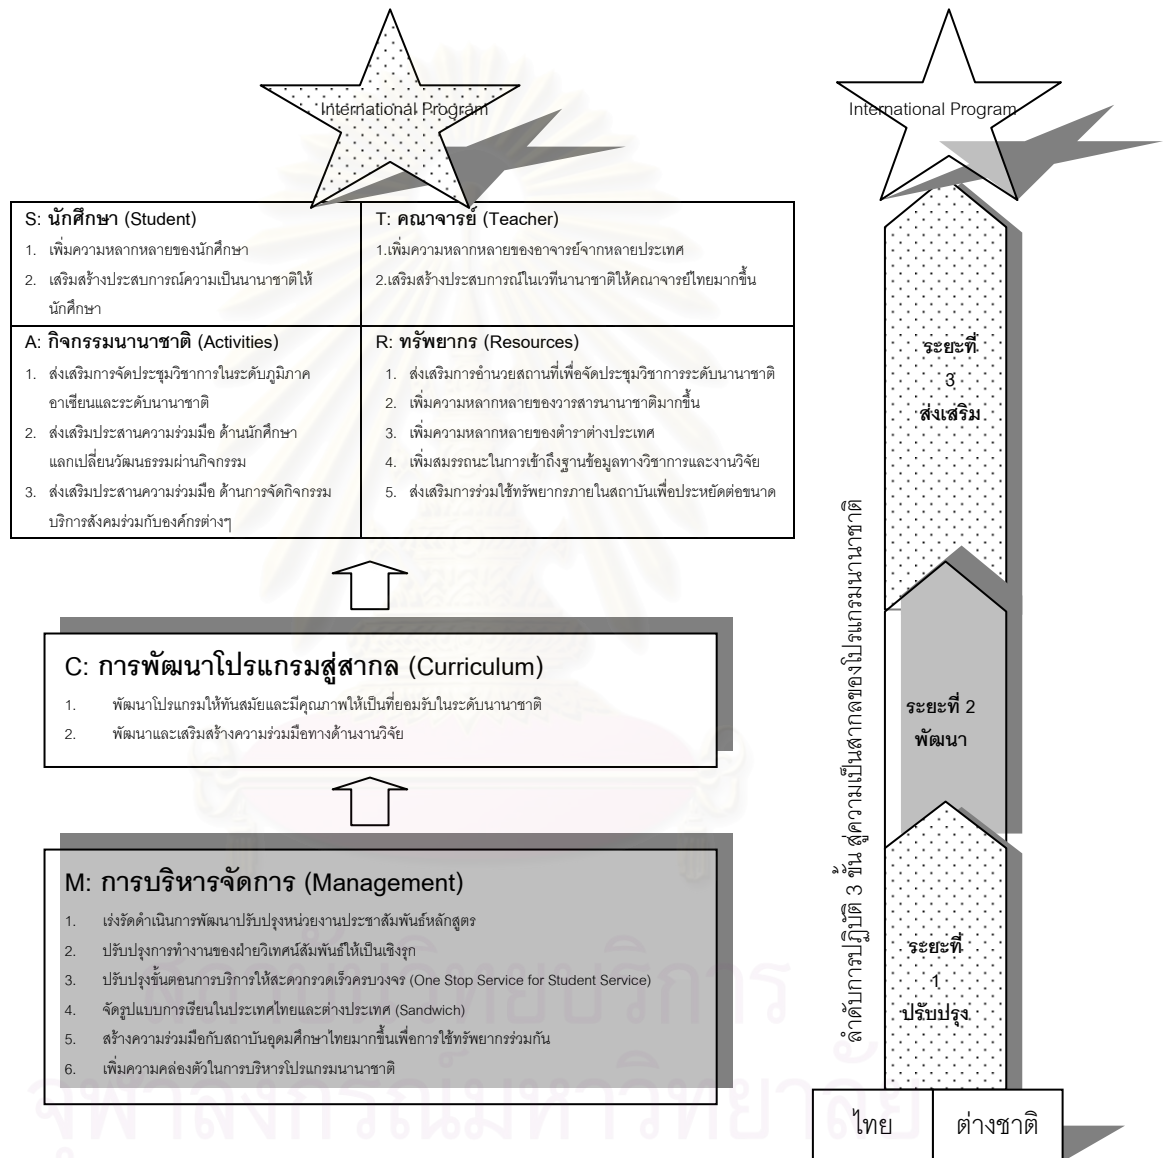 International Program
S: นักศึกษา (Student)
1. เพิ่มความหลากหลายของนักศึกษา
2. เสริมสร้างประสบการณ์ความเป็นนานาชาติให้
นักศึกษา
T: คณาจารย์ (Teacher)
1.เพิ่มความหลากหลายของอาจารย์จากหลายประเทศ
2.เสริมสร้างประสบการณ์ในเวทีนานาชาติให้คณาจารย์ไทยมากขึ้น
A: กิจกรรมนานาชาติ (Activities)
1. ส่งเสริมการจัดประชุมวิชาการในระดับภูมิภาค
อาเซียนและระดับนานาชาติ
2. ส่งเสริมประสานความร่วมมือ ด้านนักศึกษา
แลกเปลี่ยนวัฒนธรรมผ่านกิจกรรม
3. ส่งเสริมประสานความร่วมมือ ด้านการจัดกิจกรรม
บริการสังคมร่วมกับองค์กรต่างๆ
R: ทรัพยากร (Resources)
1. ส่งเสริมการอำนวยสถานที่เพื่อจัดประชุมวิชาการระดับนานาชาติ
2. เพิ่มความหลากหลายของวารสารนานาชาติมากขึ้น
3. เพิ่มความหลากหลายของตำราต่างประเทศ
4. เพิ่มสมรรถนะในการเข้าถึงฐานข้อมูลทางวิชาการและงานวิจัย
5. ส่งเสริมการร่วมใช้ทรัพยากรภายในสถาบันเพื่อประหยัดต่อขนาด
C: การพัฒนาโปรแกรมสู่สากล (Curriculum)
1. พัฒนาโปรแกรมให้ทันสมัยและมีคุณภาพให้เป็นที่ยอมรับในระดับนานาชาติ
2. พัฒนาและเสริมสร้างความร่วมมือทางด้านงานวิจัย
M: การบริหารจัดการ (Management)
1. เร่งรัดดำเนินการพัฒนาปรับปรุงหน่วยงานประชาสัมพันธ์หลักสูตร
2. ปรับปรุงการทำงานของฝ่ายวิเทศน์สัมพันธ์ให้เป็นเชิงรุก
3. ปรับปรุงขั้นตอนการบริการให้สะดวกรวดเร็วครบวงจร (One Stop Service for Student Service)
4. จัดรูปแบบการเรียนในประเทศไทยและต่างประเทศ (Sandwich)
5. สร้างความร่วมมือกับสถาบันอุดมศึกษาไทยมากขึ้นเพื่อการใช้ทรัพยากรร่วมกัน
6. เพิ่มความคล่องตัวในการบริหารโปรแกรมนานาชาติ
International Program
ลำดับการปฏิบัติ 3 ขั้น สู่ความเป็นสากลของโปรแกรมนานาชาติ
ระยะที่
3
ส่งเสริม
ระยะที่ 2
พัฒนา
ระยะที่
1
ปรับปรุง
ไทย
ต่างชาติ
สถาบันวิทยบริการ
จุฬาลงกรณ์มหาวิทยาลัย